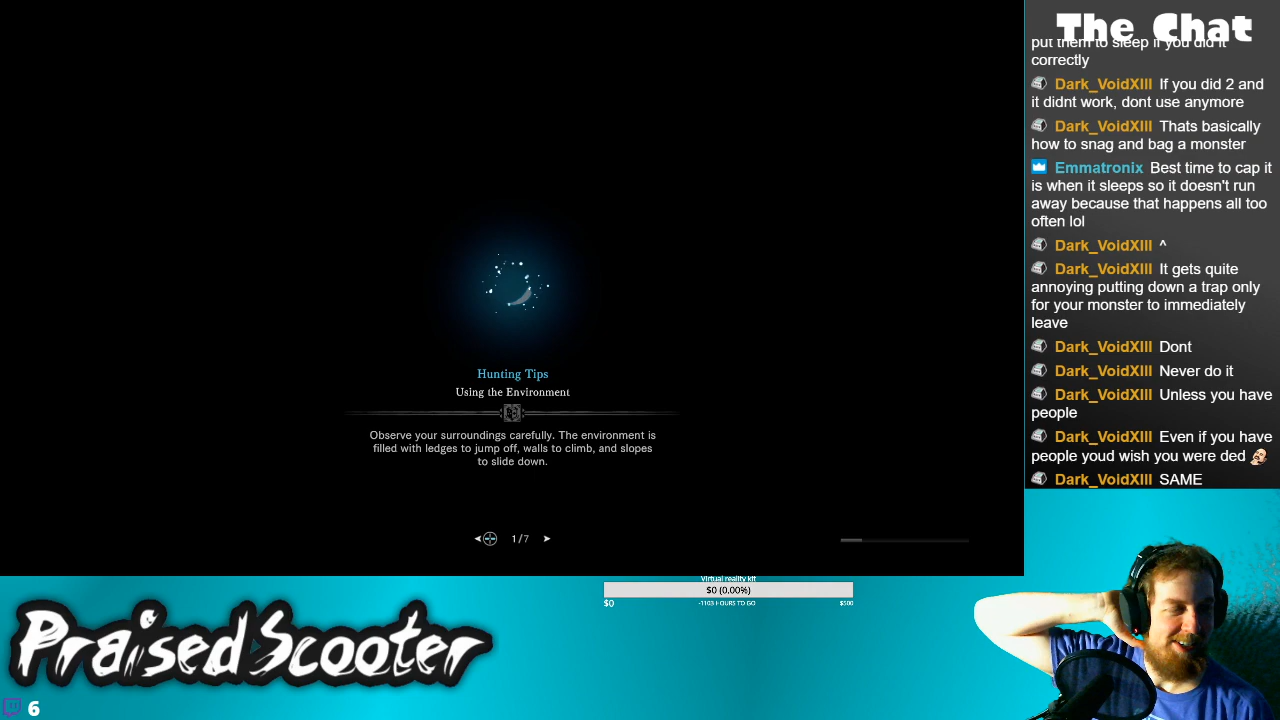 The Chat
put them to sleep if you did it
correctly
Dark_VoidXIII If you did 2 and
it didnt work, dont use anymore
Dark_VoidXIII Thats basically
how to snag and bag a monster
Emmatronix Best time to cap it
is when it sleeps so it doesn't run
away because that happens all too
often lol
Dark_VoidXIII ^
Dark_VoidXIII It gets quite
annoying putting down a trap only
for your monster to immediately
leave
Dark_VoidXIII Dont
Dark_VoidXIII Never do it
Dark_VoidXIII Unless you have
people
Dark_VoidXIII Even if you have
people youd wish you were ded
Dark_VoidXIII SAME
Hunting Tips
Using the Environment
Observe your surroundings carefully. The environment is
filled with ledges to jump off, walls to climb, and slopes
to slide down.
1/7
Virtual reality kit
$0 (0.00%)
$0
-1103 HOURS TO GO
$500
Praised Scooter
6